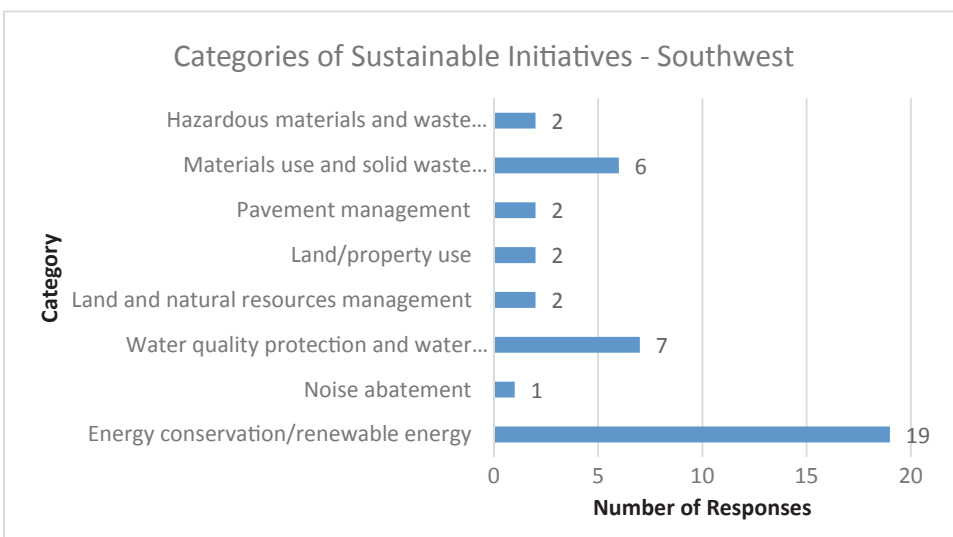 Categories of Sustainable Initiatives - Southwest
Category
Hazardous materials and waste... 2
Materials use and solid waste... 6
Pavement management 2
Land/property use 2
Land and natural resources management 2
Water quality protection and water... 7
Noise abatement 1
Energy conservation/renewable energy 19
0 5 10 15 20
Number of Responses